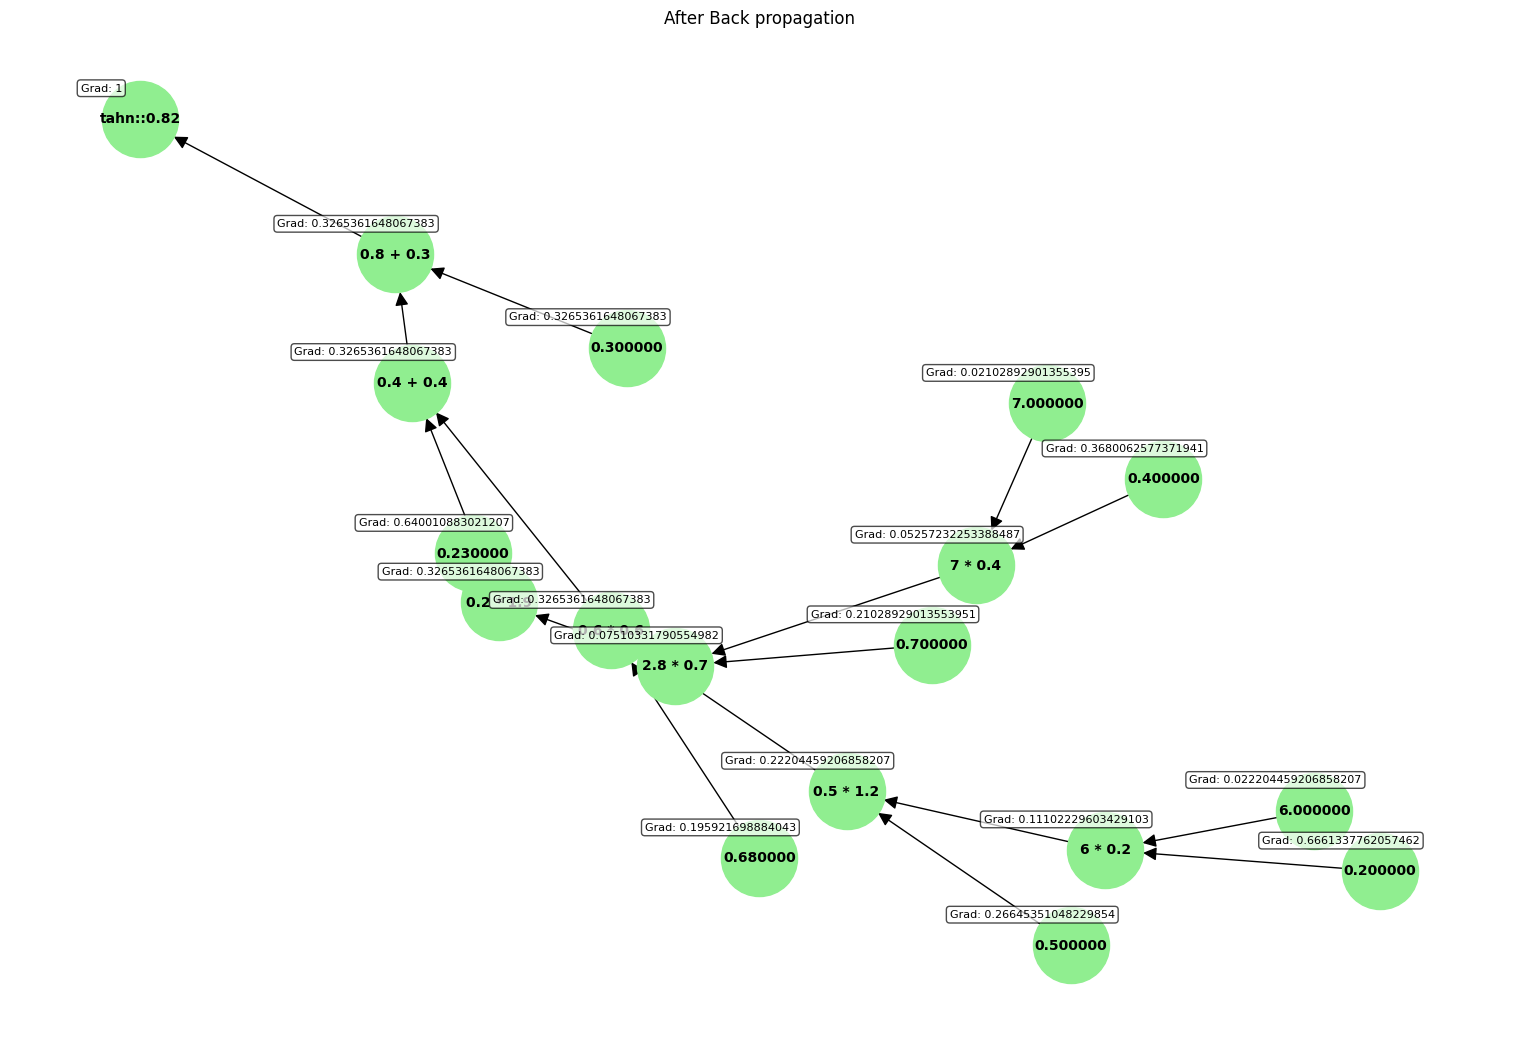 After Back propagation
Grad: 1
tahn::0.82
Grad: 0.3265361648067383
0.8 + 0.3
Grad: 0.3265361648067383
0.300000
Grad: 0.3265361648067383
0.4 + 0.4
Grad: 0.02102892901355395
7.000000
Grad: 0.3680062577371941
0.400000
Grad: 0.640010883021207
0.230000
Grad: 0.05257232253388487
7 * 0.4
Grad: 0.3265361648067383
Grad: 0.3265361648067383
Grad: 0.21028929013553951
0.700000
Grad: 0.07510331790554982
2.8 * 0.7
Grad: 0.22204459206858207
0.5 * 1.2
Grad: 0.022204459206858207
6.000000
Grad: 0.11102229603429103
6 * 0.2
Grad: 0.195921698884043
0.680000
Grad: 0.6661337762057462
0.200000
Grad: 0.26645351048229854
0.500000